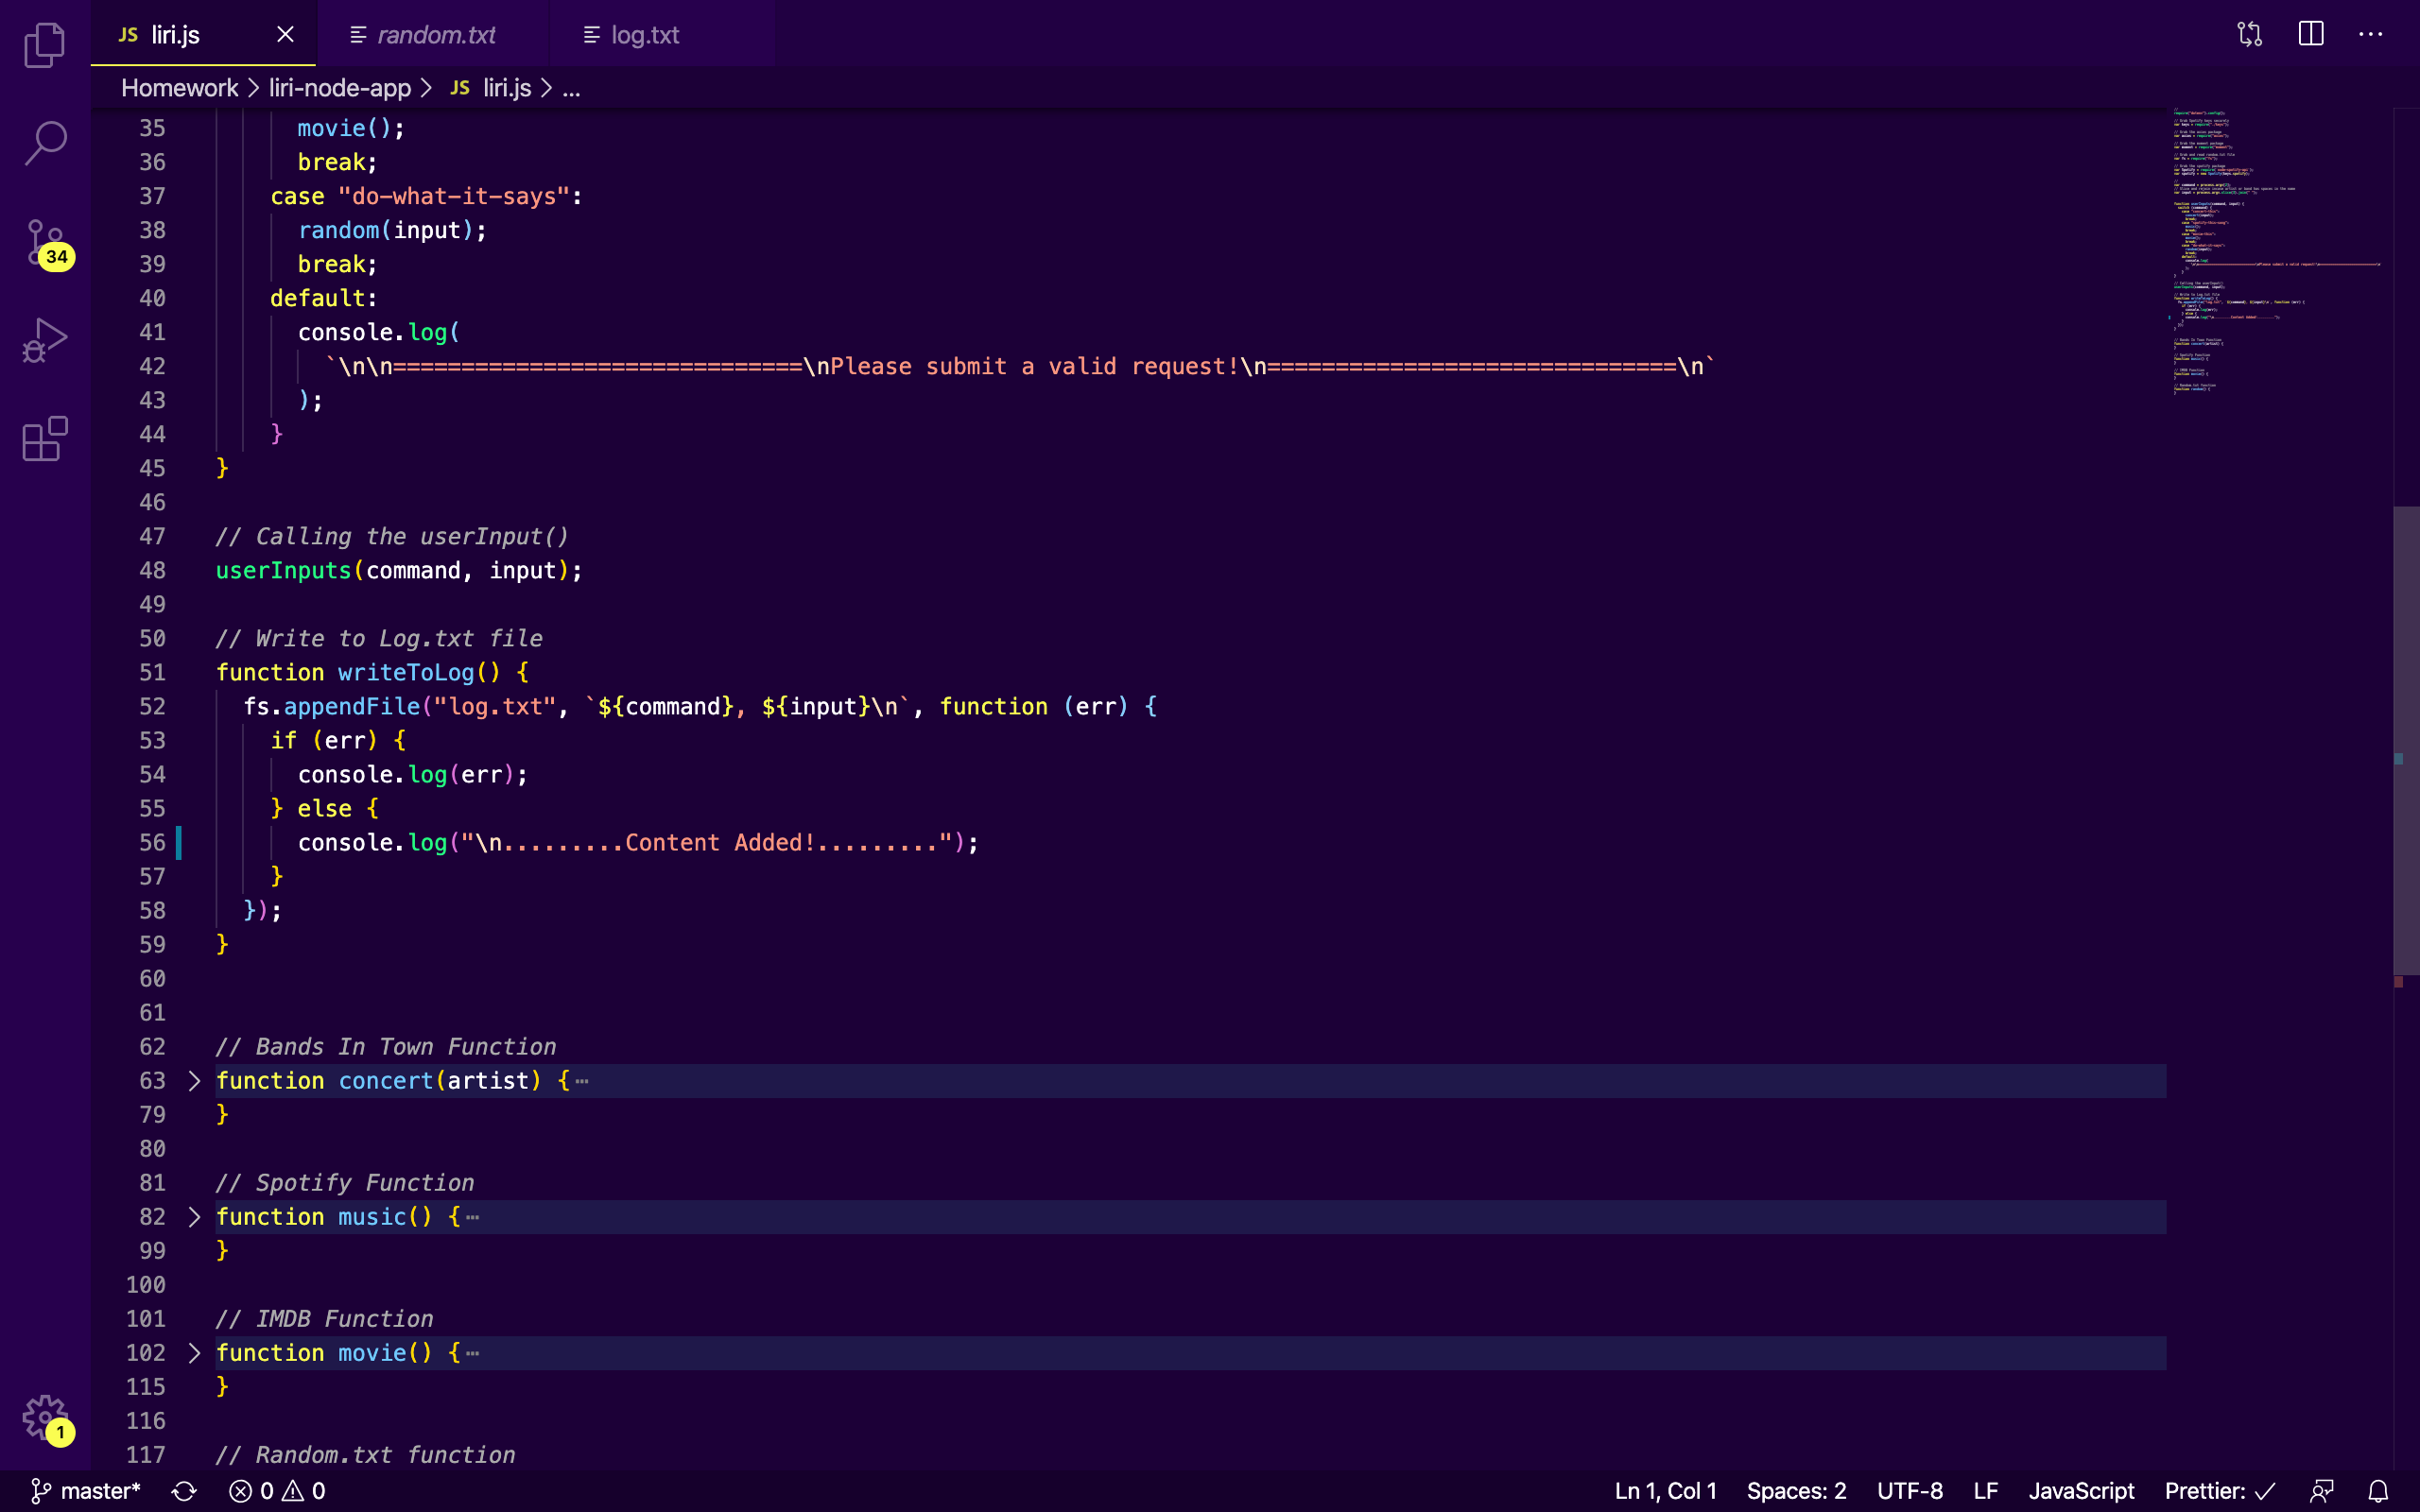 JS liri.js
random.txt
log.txt
Homework > liri-node-app > JS liri.js > ...
35 movie();
36 break;
37 case "do-what-it-says":
38 random(input);
39 break;
40 default:
41 console.log(
42 `\n\n==============================\nPlease submit a valid request!\n==============================\n`
43 );
44 }
45 }
46
47 // Calling the userInput()
48 userInputs(command, input);
49
50 // Write to Log.txt file
51 function writeToLog() {
52 fs.appendFile("log.txt", `${command}, ${input}\n`, function (err) {
53 if (err) {
54 console.log(err);
55 } else {
56 console.log("\n.........Content Added!.........");
57 }
58 });
59 }
60
61
62 // Bands In Town Function
63 function concert(artist) {⋯
79 }
80
81 // Spotify Function
82 function music() {⋯
99 }
100
101 // IMDB Function
102 function movie() {⋯
115 }
116
117 // Random.txt function
34
1
master* 0 0 Ln 1, Col 1 Spaces: 2 UTF-8 LF JavaScript Prettier: ✓